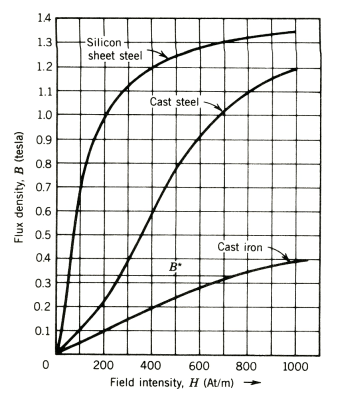 1.4
1.3
1.2
1.1
1.0
0.9
0.8
0.7
0.6
0.5
0.4
0.3
0.2
0.1
0
200
400
600
800
1000
Flux density, B (tesla)
Field intensity, H (At/m)
Silicon
sheet steel
Cast steel
Cast iron
B*